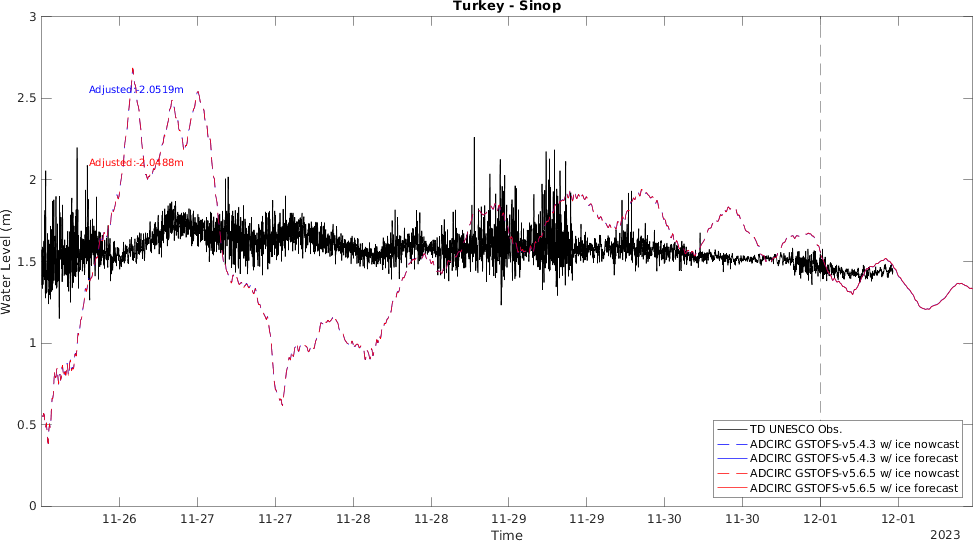 Turkey - Sinop
3
2.5
2
1.5
1
0.5
0
Water Level (m)
Adjusted:-2.0519m
Adjusted:-2.0488m
TD UNESCO Obs.
ADCIRC GSTOFS-v5.4.3 w/ ice nowcast
ADCIRC GSTOFS-v5.4.3 w/ ice forecast
ADCIRC GSTOFS-v5.6.5 w/ ice nowcast
ADCIRC GSTOFS-v5.6.5 w/ ice forecast
11-26 11-27 11-27 11-28 11-28 11-29 11-29 11-30 11-30 12-01 12-01
Time
2023